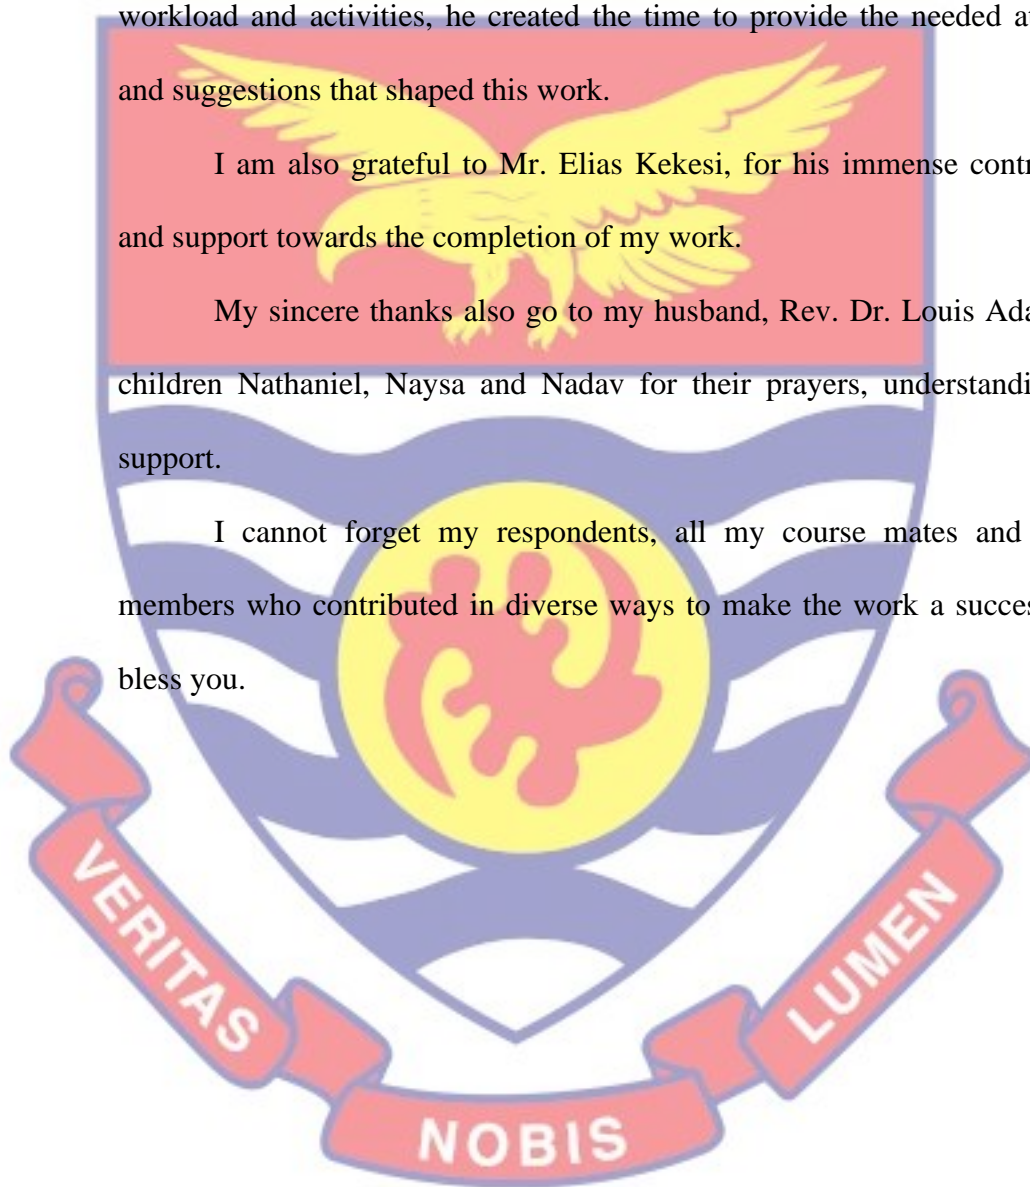 workload and activities, he created the time to provide the needed
and suggestions that shaped this work.
I am also grateful to Mr. Elias Kekesi, for his immense
and support towards the completion of my work.
My sincere thanks also go to my husband, Rev. Dr. Louis
children Nathaniel, Naysa and Nadav for their prayers,
support.
I cannot forget my respondents, all my course mates and
members who contributed in diverse ways to make the work a
bless you.
VERITAS
NOBIS
LUMEN